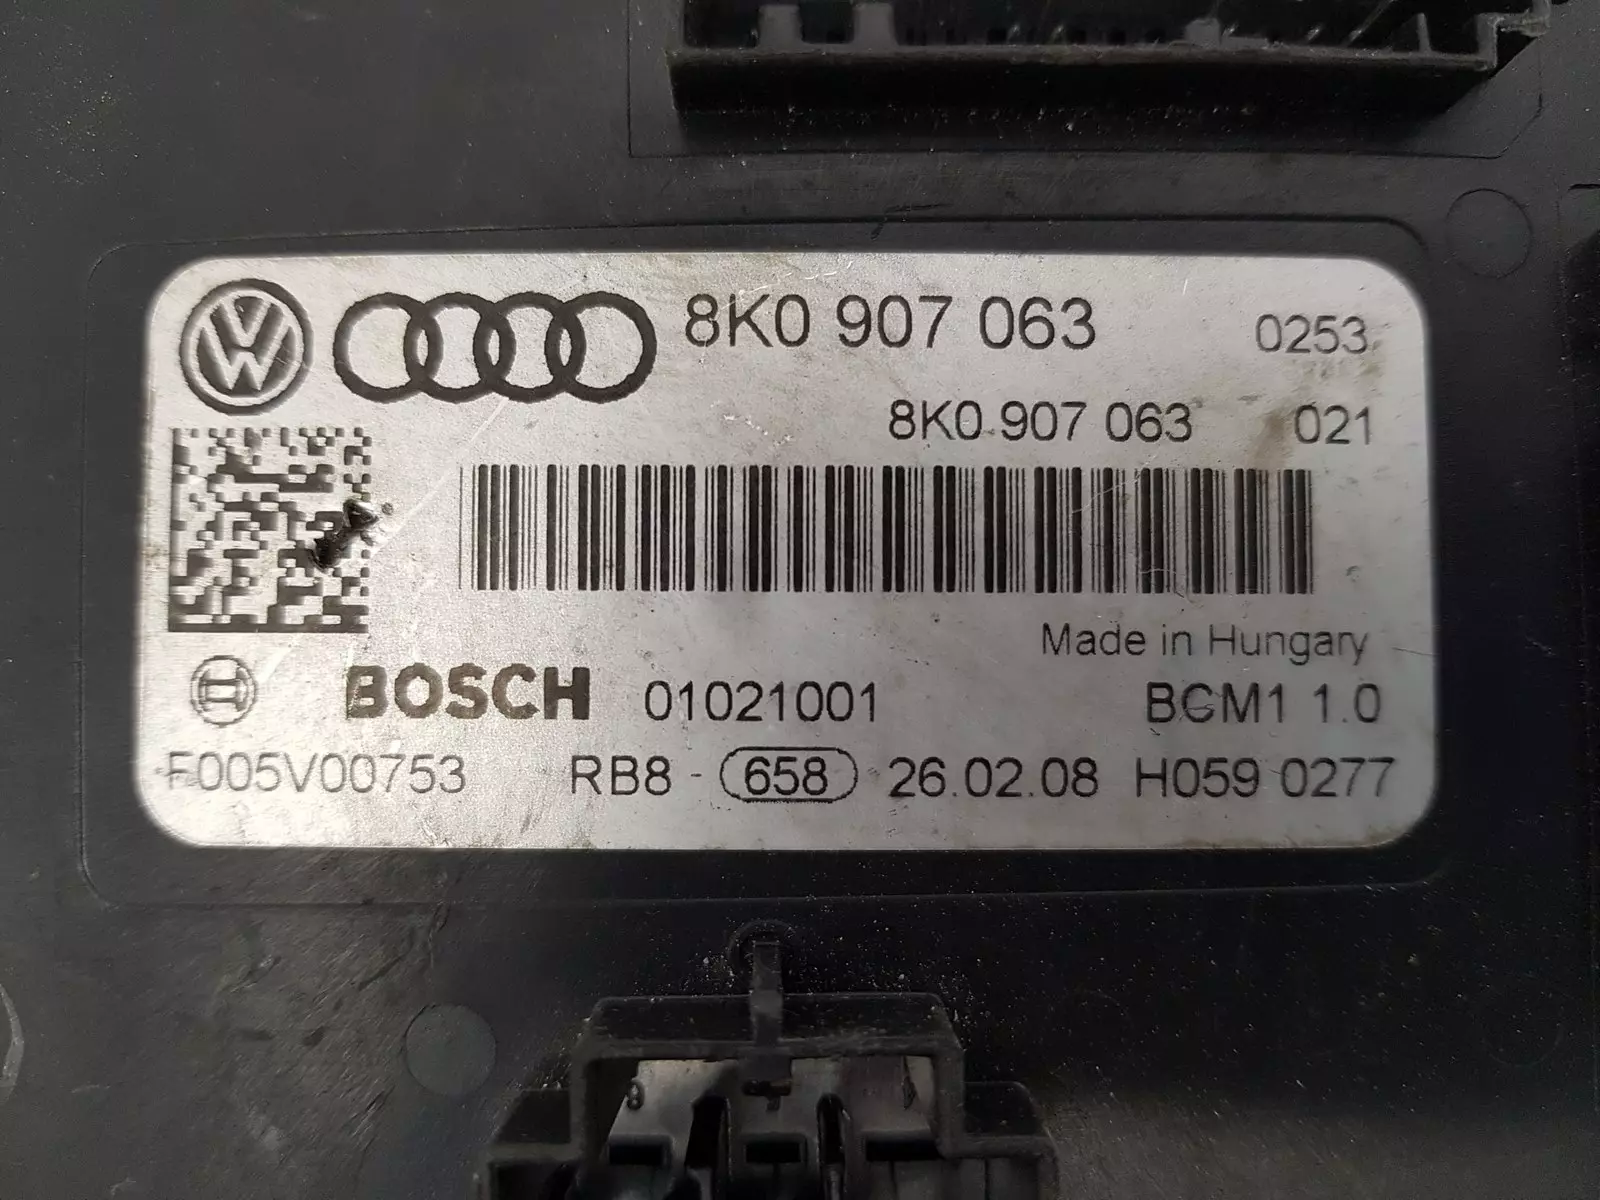 8K0 907 063 0253
8K0 907 063 021
Made in Hungary
BOSCH 01021001 BCM1 1.0
F005V00753 RB8 - 658 26.02.08 H059 0277